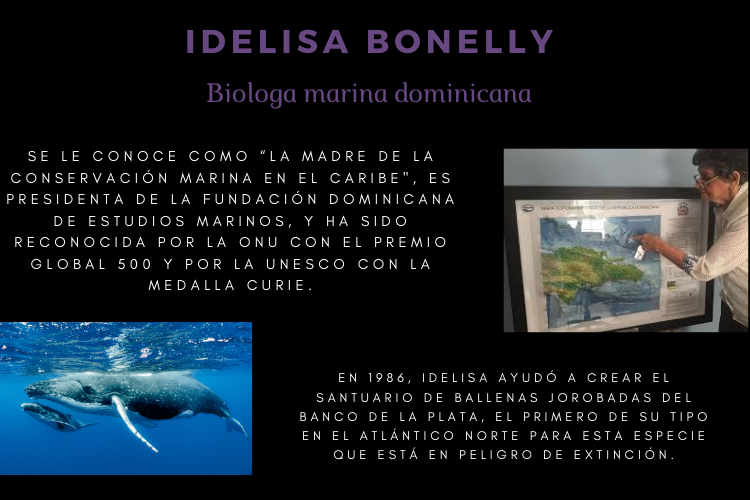 IDELISA BONELLY
Biologa marina dominicana
SE LE CONOCE COMO “LA MADRE DE LA
CONSERVACIÓN MARINA EN EL CARIBE", ES
PRESIDENTA DE LA FUNDACIÓN DOMINICANA
DE ESTUDIOS MARINOS, Y HA SIDO
RECONOCIDA POR LA ONU CON EL PREMIO
GLOBAL 500 Y POR LA UNESCO CON LA
MEDALLA CURIE.
EN 1986, IDELISA AYUDÓ A CREAR EL
SANTUARIO DE BALLENAS JOROBADAS DEL
BANCO DE LA PLATA, EL PRIMERO DE SU TIPO
EN EL ATLÁNTICO NORTE PARA ESTA ESPECIE
QUE ESTÁ EN PELIGRO DE EXTINCIÓN.